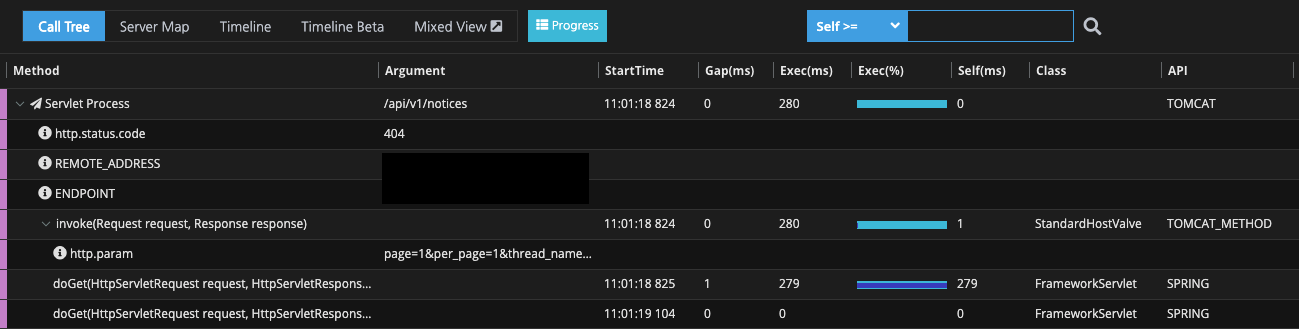 Call Tree Server Map Timeline Timeline Beta Mixed View Progress Self >=
Method Argument StartTime Gap(ms) Exec(ms) Exec(%) Self(ms) Class API
Servlet Process /api/v1/notices 11:01:18 824 0 280 0 TOMCAT
http.status.code 404
REMOTE_ADDRESS
ENDPOINT
invoke(Request request, Response response) 11:01:18 824 0 280 1 StandardHostValve TOMCAT_METHOD
http.param page=1&per_page=1&thread_name...
doGet(HttpServletRequest request, HttpServletRespons... 11:01:18 825 1 279 279 FrameworkServlet SPRING
doGet(HttpServletRequest request, HttpServletRespons... 11:01:19 104 0 0 0 FrameworkServlet SPRING